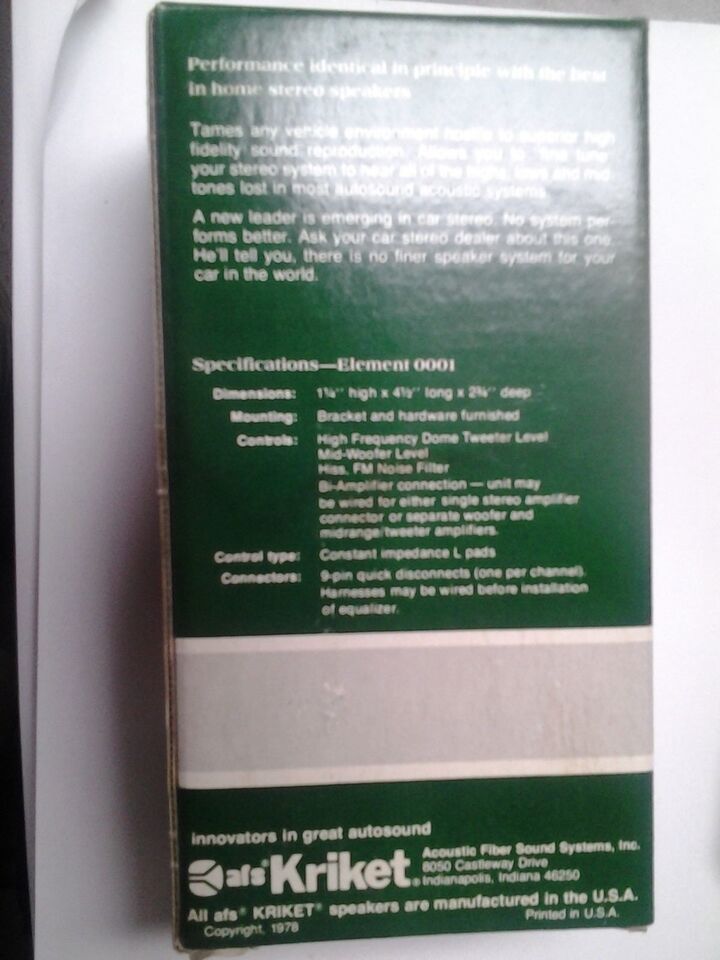 Performance identical in principle with the best
in home stereo speakers
Tames any vehicle environment hostile to superior high
fidelity sound reproduction. Allows you to "fine tune"
your stereo system to hear all of the highs, lows and mid
tones lost in most autosound acoustic systems.
A new leader is emerging in car stereo. No system per-
forms better. Ask your car stereo dealer about this one.
He'll tell you, there is no finer speaker system for your
car in the world.
Specifications—Element 0001
Dimensions: high x 4½" long x deep
Mounting: Bracket and hardware furnished
Controls: High Frequency Dome Tweeter Level
Mid-Woofer Level
Hiss, FM Noise Filter
Bi-Amplifier connection — unit may
be wired for either single stereo amplifier
connector or separate woofer and
midrange/tweeter amplifiers.
Control type: Constant impedance L pads
Connectors: 9-pin quick disconnects (one per channel).
Harnesses may be wired before installation
of equalizer.
innovators in great autosound
afs® Kriket®
Acoustic Fiber Sound Systems, Inc.
8050 Castleway Drive
Indianapolis, Indiana 46250
All afs® KRIKET® speakers are manufactured in the U.S.A.
Copyright, 1978
Printed in U.S.A.